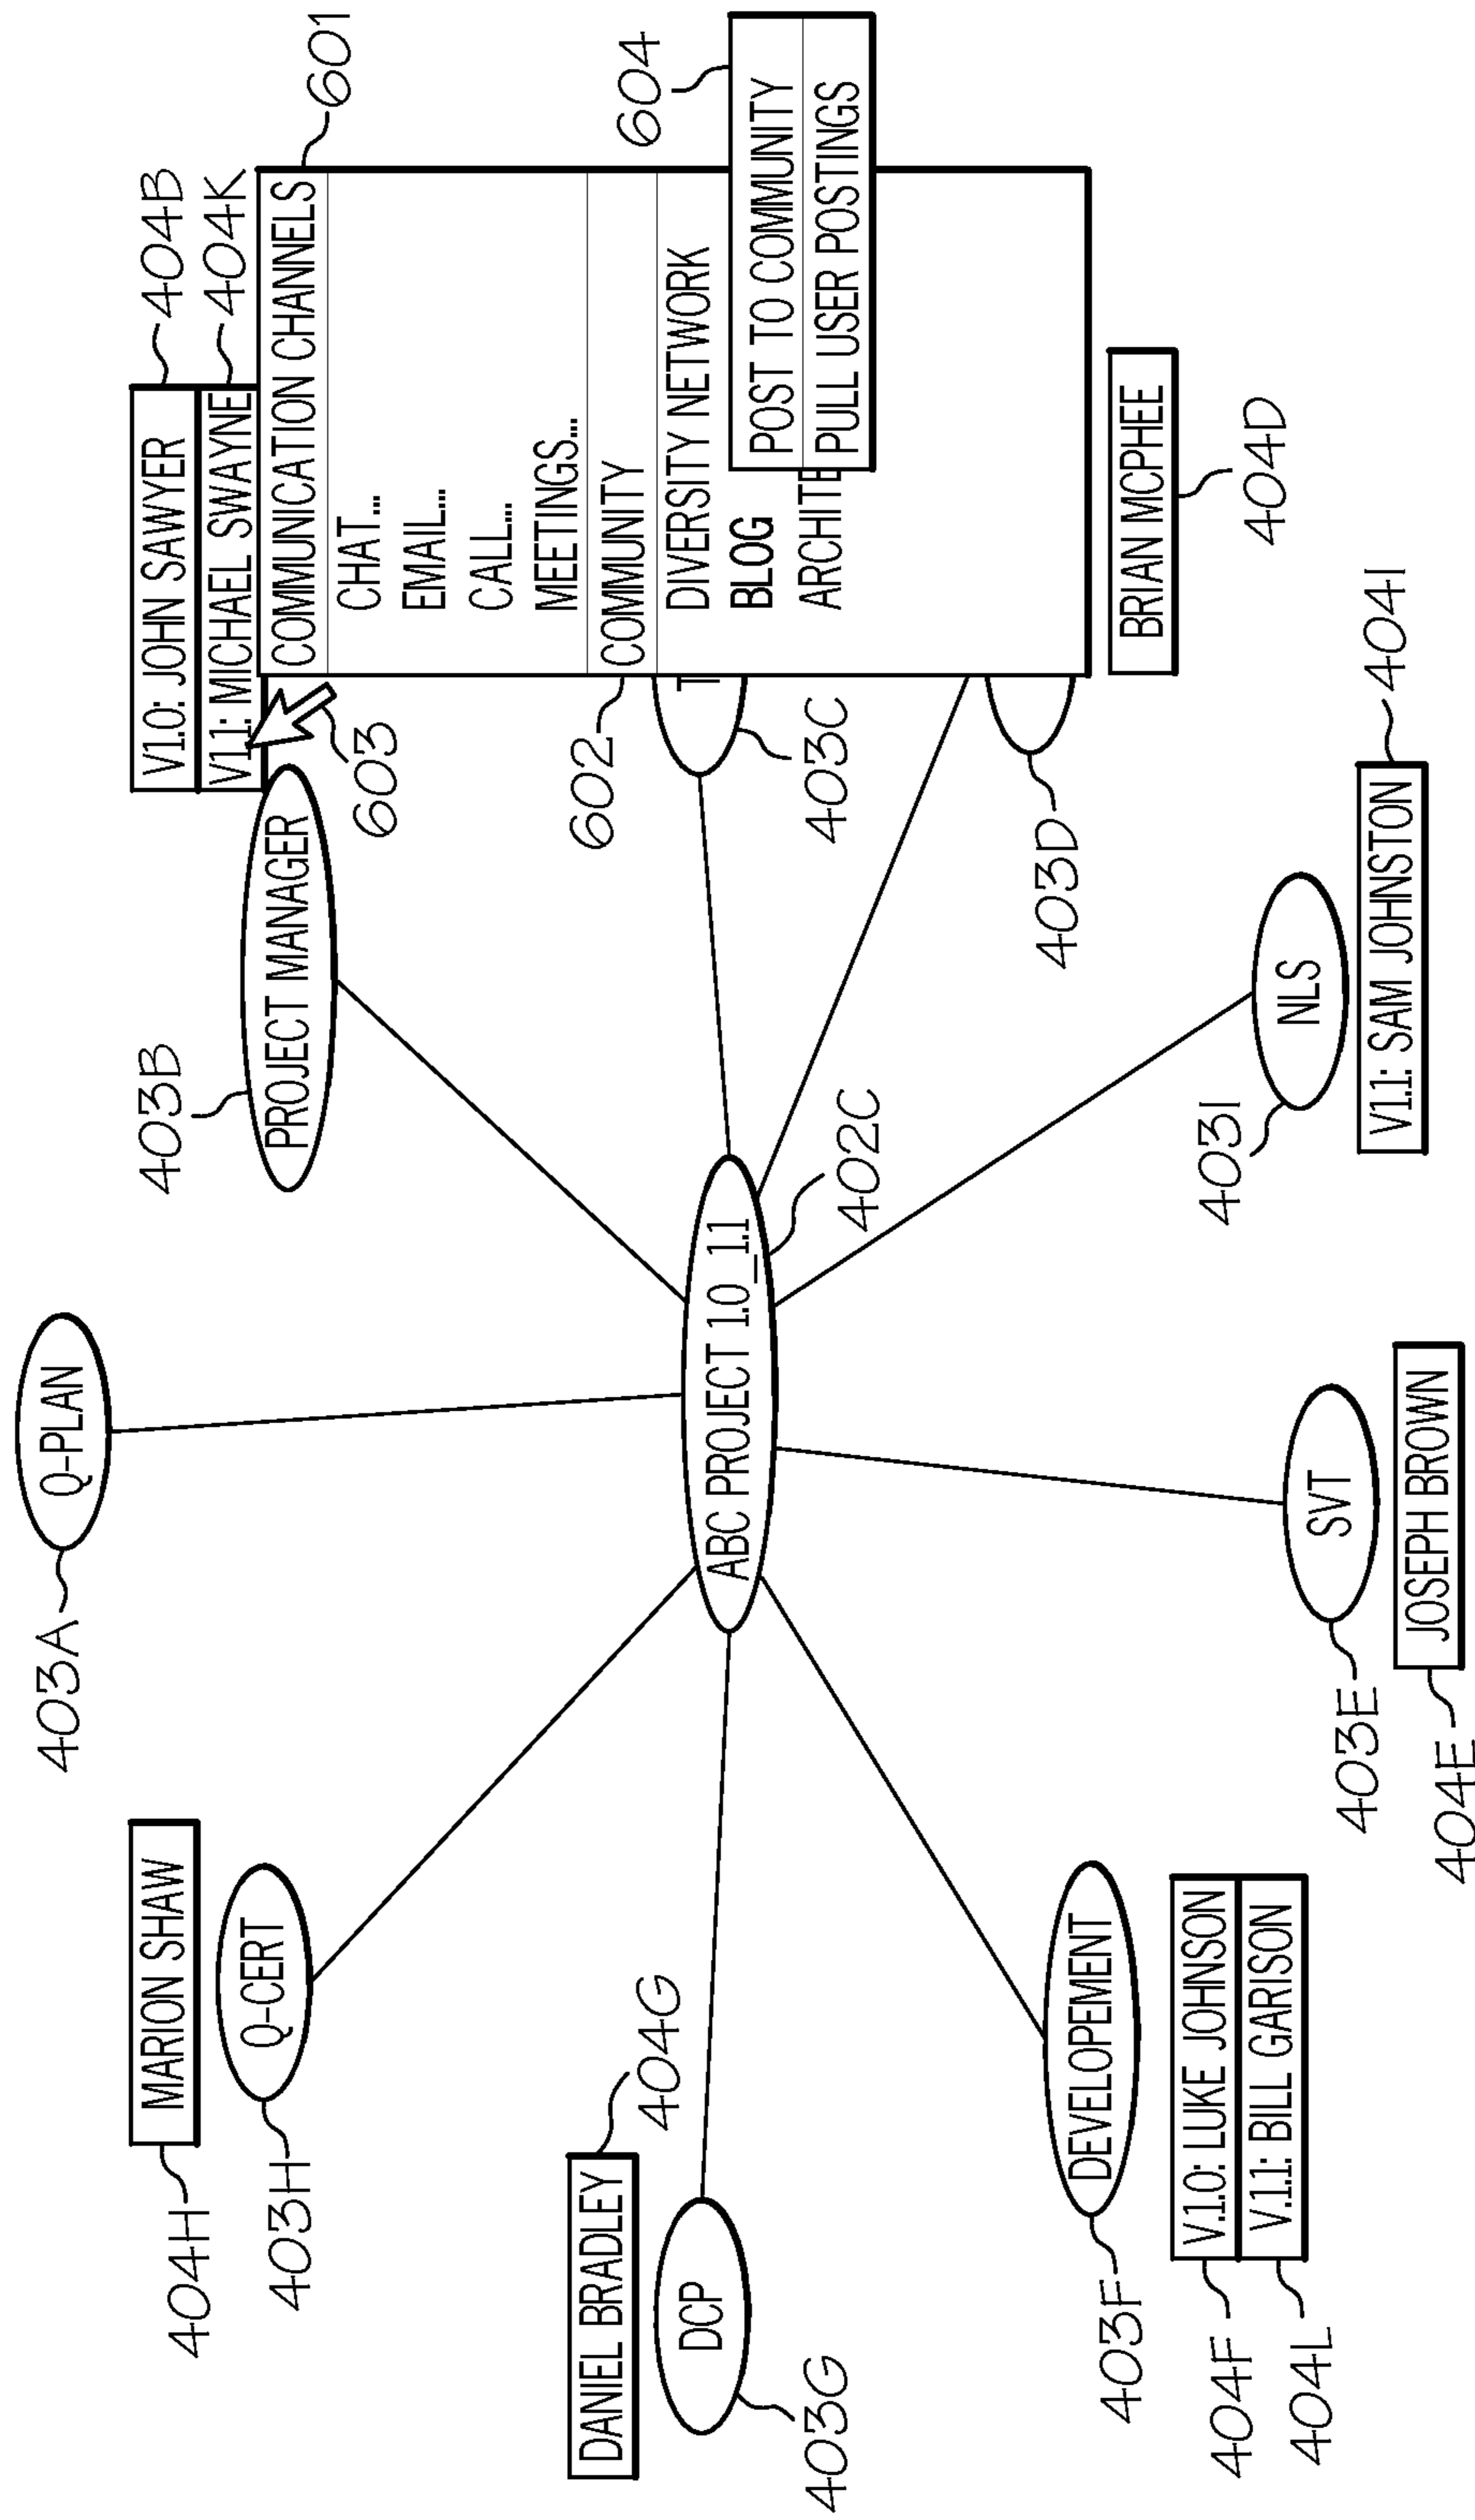 403A
Q-PLAN
404H
MARION SHAW
403H
Q-CERT
403B
PROJECT MANAGER
V1.0: JOHN SAWYER
404B
V1.1: MICHAEL SWAYNE
404K
603
COMMUNICATION CHANNELS
601
CHAT...
EMAIL...
CALL...
MEETINGS...
602
COMMUNITY
DIVERSITY NETWORK
BLOG
ARCHITE
604
POST TO COMMUNITY
PULL USER POSTINGS
DANIEL BRADLEY
404G
DCP
403G
ABC PROJECT 1.0_1.1
402C
T
403C
403D
BRIAN MCPHEE
404D
403F
DEVELOPEMENT
404F
V.1.0: LUKE JOHNSON
404L
V.1.1: BILL GARISON
403E
SVT
404E
JOSEPH BROWN
403I
NLS
V1.1: SAM JOHNSTON
404I